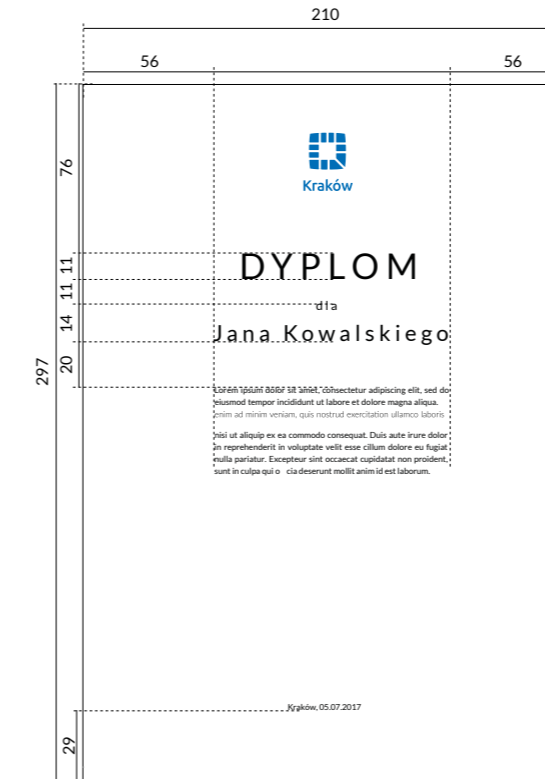 210
56
56
76
Kraków
11
DYPLOM
11
dla
14
Jana Kowalskiego
20
297
Lorem ipsum dolor sit amet, consectetur adipiscing elit, sed do
eiusmod tempor incididunt ut labore et dolore magna aliqua.
enim ad minim veniam, quis nostrud exercitation ullamco laboris
nisi ut aliquip ex ea commodo consequat. Duis aute irure dolor
in reprehenderit in voluptate velit esse cillum dolore eu fugiat
nulla pariatur. Excepteur sint occaecat cupidatat non proident,
sunt in culpa qui o cia deserunt mollit anim id est laborum.
Kraków, 05.07.2017
29